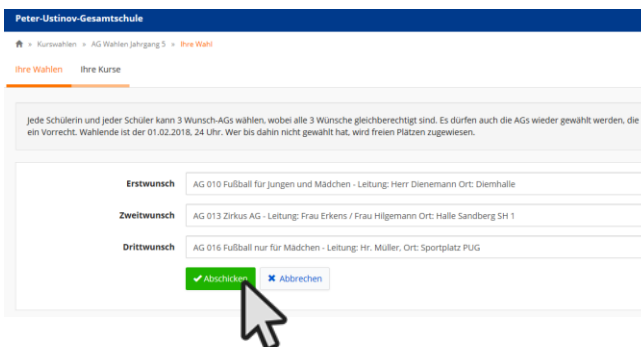 Peter-Ustinov-Gesamtschule
» Kurswahlen » AG Wahlen Jahrgang 5 » Ihre Wahl
Ihre Wahlen Ihre Kurse
Jede Schülerin und jeder Schüler kann 3 Wunsch-AGs wählen, wobei alle 3 Wünsche gleichberechtigt sind. Es dürfen auch die AGs wieder gewählt werden, die
ein Vorrecht. Wahlende ist der 01.02.2018, 24 Uhr. Wer bis dahin nicht gewählt hat, wird freien Plätzen zugewiesen.
Erstwunsch AG 010 Fußball für Jungen und Mädchen - Leitung: Herr Dienemann Ort: Diemhalle
Zweitwunsch AG 013 Zirkus AG - Leitung: Frau Erkens / Frau Hilgemann Ort: Halle Sandberg SH 1
Drittwunsch AG 016 Fußball nur für Mädchen - Leitung: Hr. Müller, Ort: Sportplatz PUG
Abschicken Abbrechen